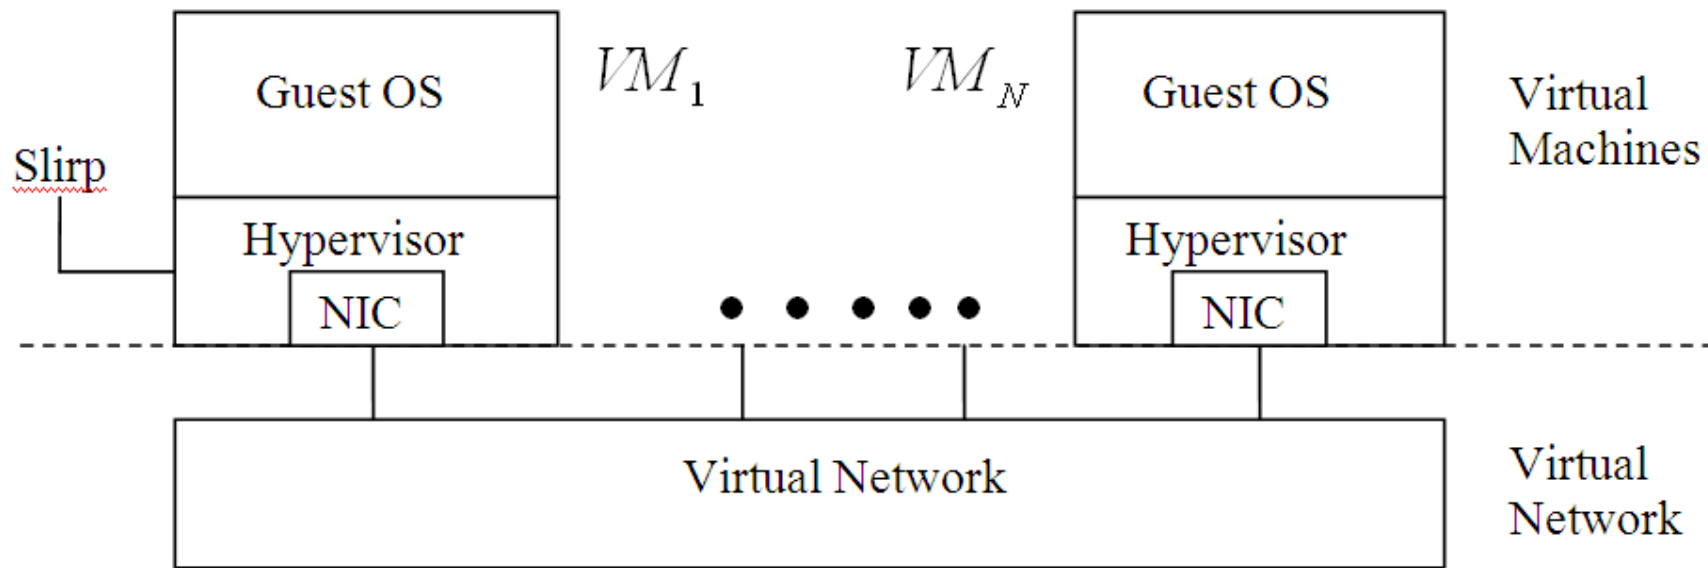 Guest OS
VM1
VMN
Guest OS
Virtual
Machines
Slirp
Hypervisor
Hypervisor
NIC
NIC
Virtual Network
Virtual
Network